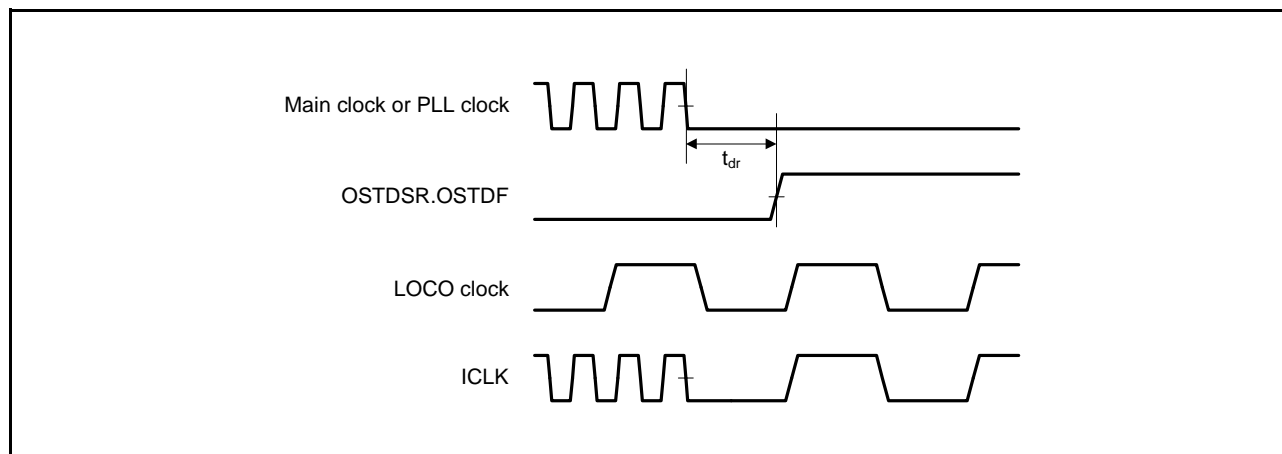 Main clock or PLL clock
tdr
OSTDSR.OSTDF
LOCO clock
ICLK